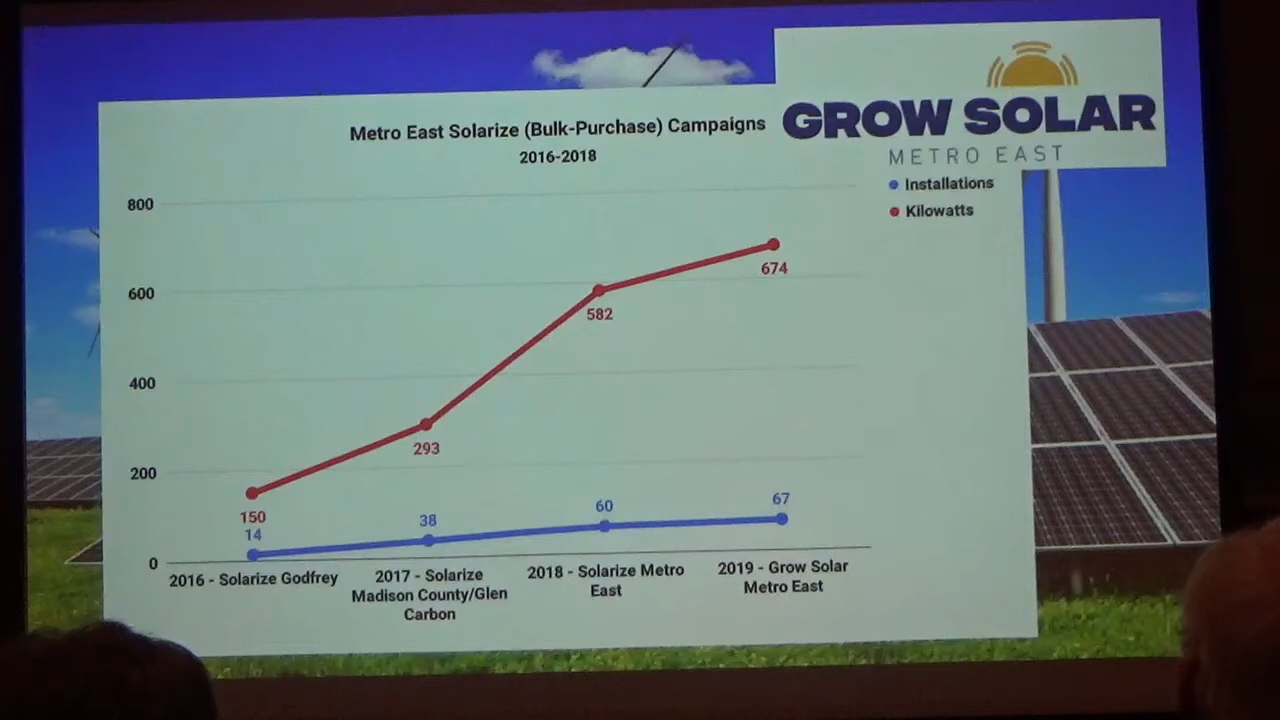 Metro East Solarize (Bulk-Purchase) Campaigns
2016-2018
GROW SOLAR
METRO EAST
Installations
Kilowatts
800
600
400
200
0
150
293
582
674
14
38
60
67
2016 - Solarize Godfrey
2017 - Solarize
Madison County/Glen
Carbon
2018 - Solarize Metro
East
2019 - Grow Solar
Metro East